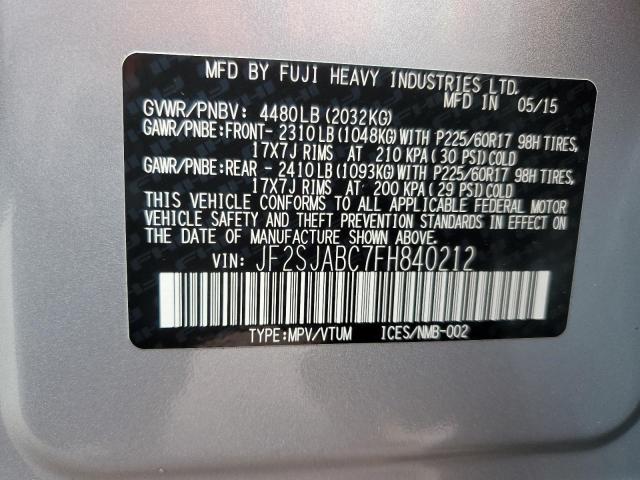 MFD BY FUJI HEAVY INDUSTRIES LTD.
MFD IN 05/15
GVWR/PNBV: 4480LB (2032KG)
GAWR/PNBE:FRONT- 2310LB (1048KG) WITH P225/60R17 98H TIRES,
17X7J RIMS AT 210 KPA (30 PSI) COLD
GAWR/PNBE:REAR - 2410LB (1093KG) WITH P225/60R17 98H TIRES,
17X7J RIMS AT 200 KPA (29 PSI) COLD
THIS VEHICLE CONFORMS TO ALL APPLICABLE FEDERAL MOTOR
VEHICLE SAFETY AND THEFT PREVENTION STANDARDS IN EFFECT ON
THE DATE OF MANUFACTURE SHOWN ABOVE.
VIN: JF2SJABC7FH840212
TYPE:MPV/VTUM ICES/NMB-002